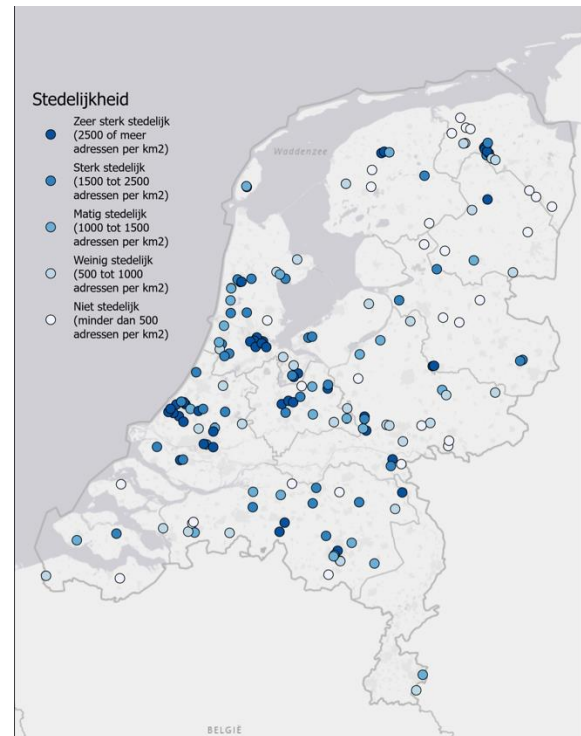 Stedelijkheid
Zeer sterk stedelijk
(2500 of meer
adressen per km2)
Sterk stedelijk
(1500 tot 2500
adressen per km2)
Matig stedelijk
(1000 tot 1500
adressen per km2)
Weinig stedelijk
(500 tot 1000
adressen per km2)
Niet stedelijk
(minder dan 500
adressen per km2)
Waddenzee
BELGIË